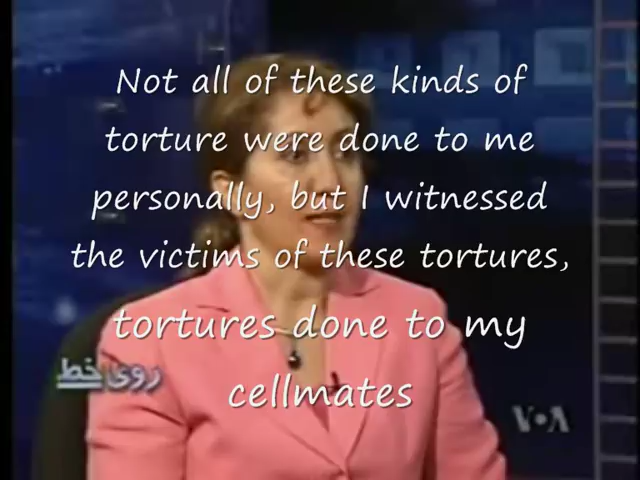 Not all of these kinds of
torture were done to me
personally, but I witnessed
the victims of these tortures,
tortures done to my
cellmates
روی خط
VOA